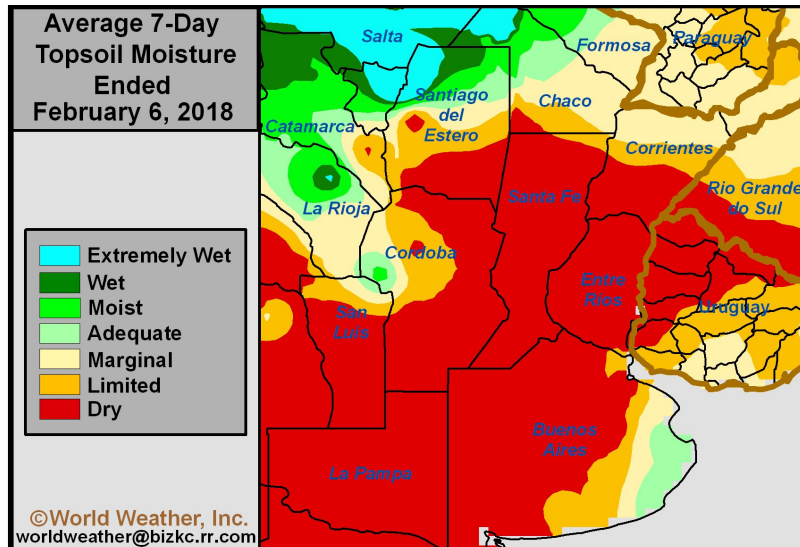 Average 7-Day
Topsoil Moisture
Ended
February 6, 2018
Salta
Formosa
Paraguay
Santiago
del
Estero
Chaco
Catamarca
Corrientes
La Rioja
Santa Fe
Rio Grande
do Sul
Cordoba
Entre
Rios
San
Luis
Uruguay
Buenos
Aires
La Pampa
Extremely Wet
Wet
Moist
Adequate
Marginal
Limited
Dry
©World Weather, Inc.
worldweather@bizkc.rr.com